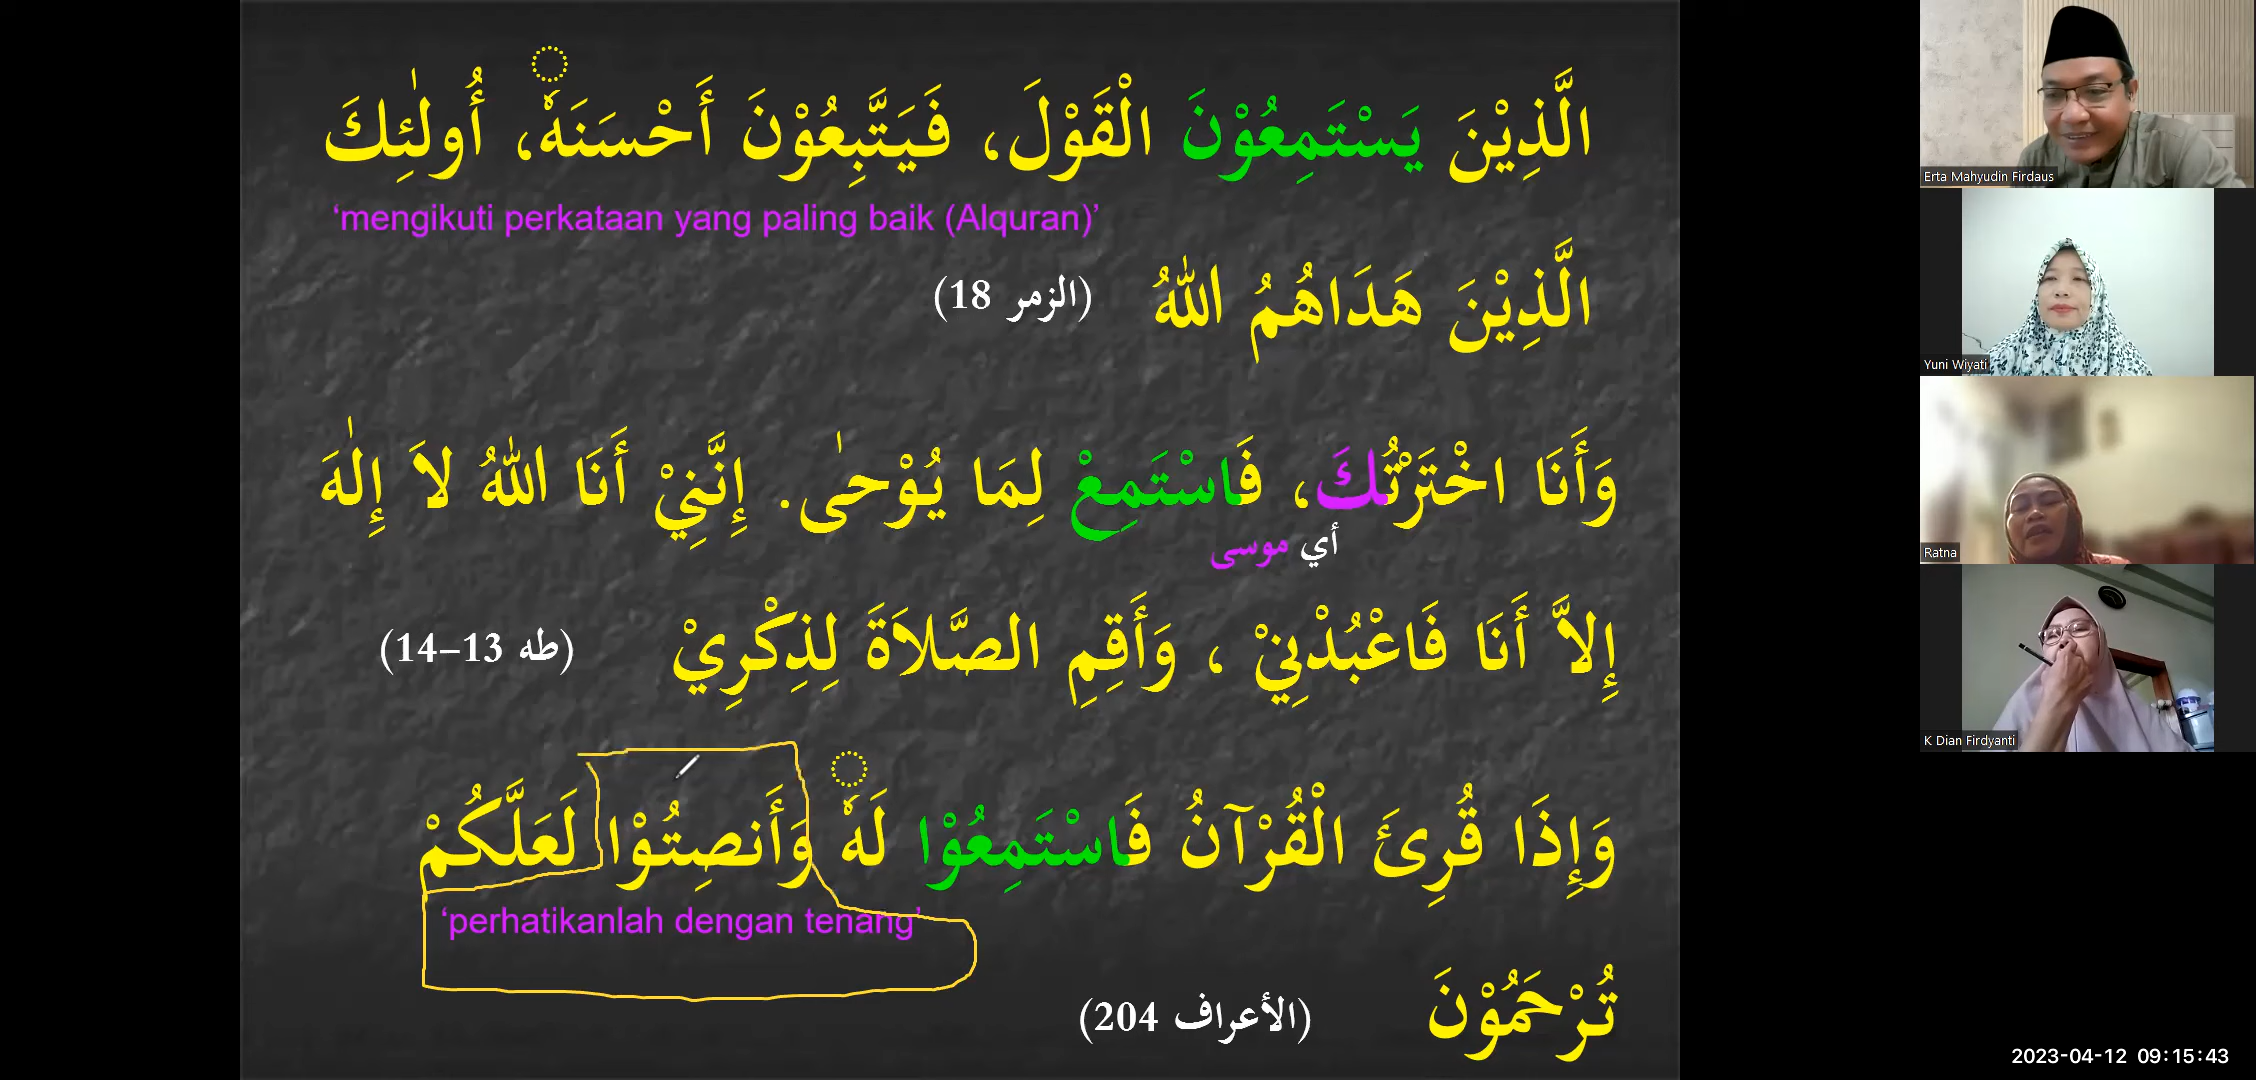 الَّذِيْنَ يَسْتَمِعُوْنَ الْقَوْلَ، فَيَتَّبِعُوْنَ أَحْسَنَهٗ، أُولٰئِكَ
‘mengikuti perkataan yang paling baik (Alquran)’
الَّذِيْنَ هَدَاهُمُ اللّٰهُ (الزمر 18)
وَأَنَا اخْتَرْتُكَ، فَاسْتَمِعْ لِمَا يُوْحٰى. إِنَّنِيْ أَنَا اللّٰهُ لاَ إِلٰهَ
أي موسى
إِلاَّ أَنَا فَاعْبُدْنِيْ ، وَأَقِمِ الصَّلاَةَ لِذِكْرِيْ (طه 13–14)
وَإِذَا قُرِئَ الْقُرْآنُ فَاسْتَمِعُوْا لَهٗ وَأَنصِتُوْا لَعَلَّكُمْ
‘perhatikanlah dengan tenang’
تُرْحَمُوْنَ (الأعراف 204)
Erta Mahyudin Firdaus
Yuni Wiyati
Ratna
K Dian Firdyanti
2023-04-12 09:15:43